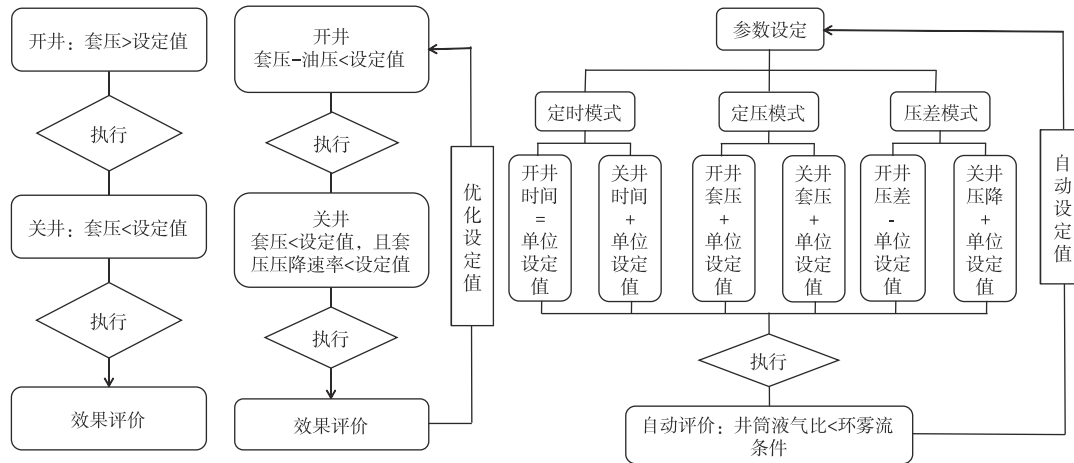 开井：套压>设定值
执行
关井：套压<设定值
执行
效果评价
开井
套压-油压<设定值
执行
关井
套压<设定值，且套
压压降速率<设定值
执行
效果评价
优
化
设
定
值
参数设定
定时模式
定压模式
压差模式
开井
时间
=
单位
设定
值
关井
时间
+
单位
设定
值
开井
套压
+
单位
设定
值
关井
套压
+
单位
设定
值
开井
压差
-
单位
设定
值
关井
压降
+
单位
设定
值
执行
自动评价：井筒液气比<环雾流
条件
自
动
设
定
值